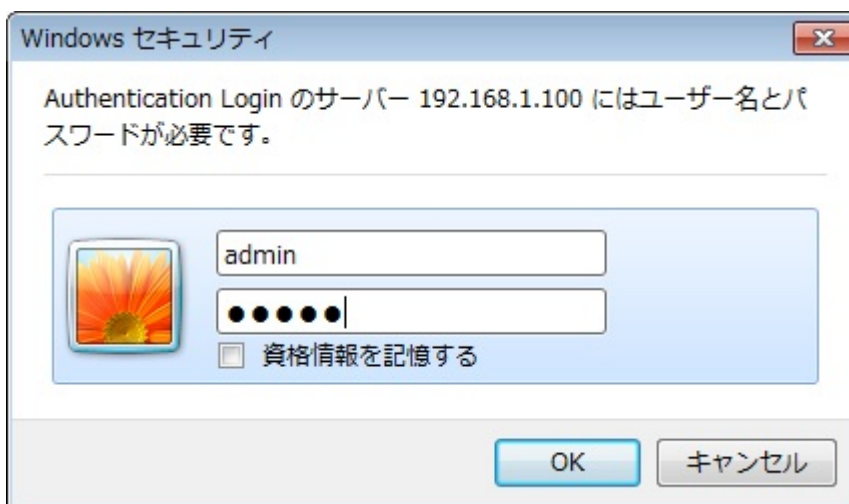 Windows セキュリティ
Authentication Login のサーバー 192.168.1.100 にはユーザー名とパ
スワードが必要です。
admin
●●●●●
資格情報を記憶する
OK
キャンセル